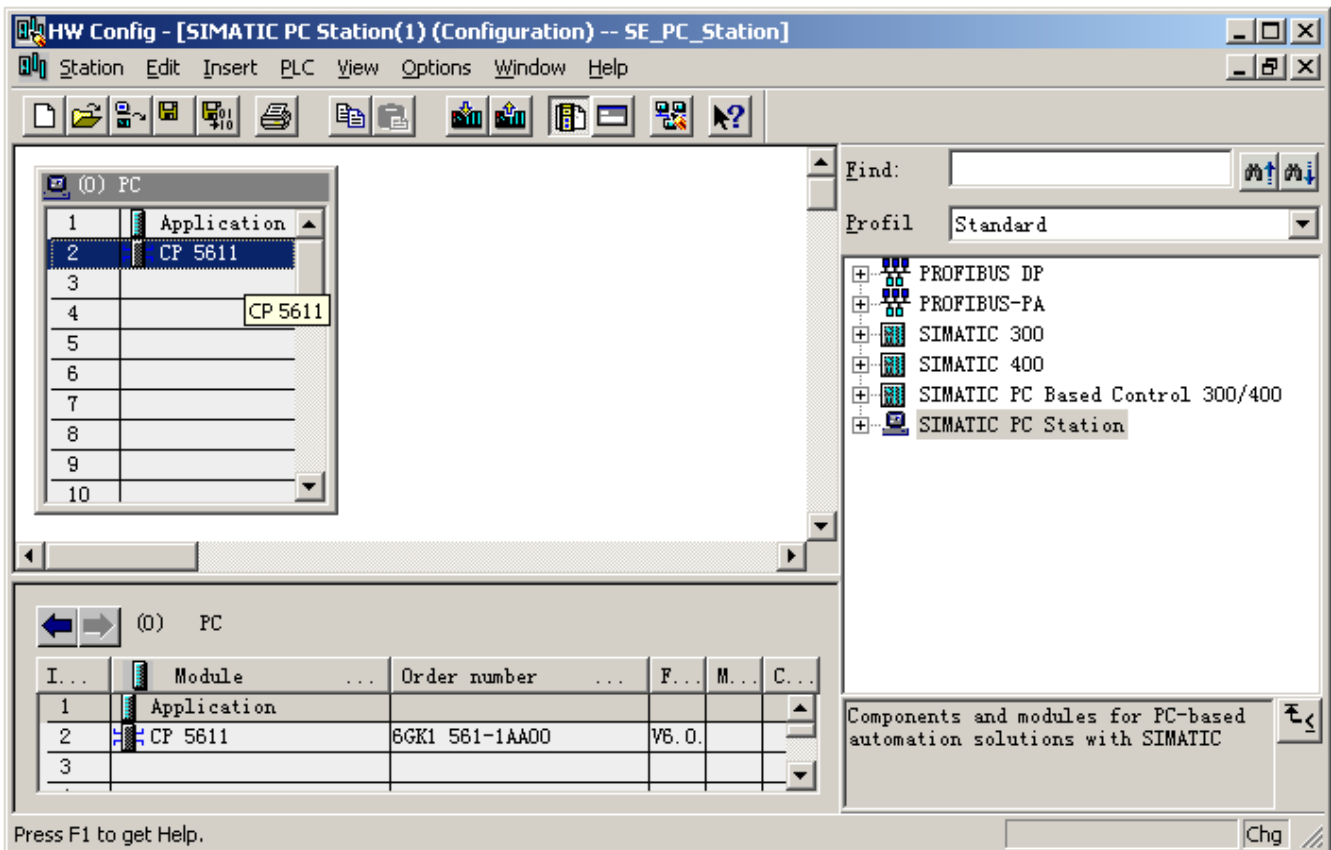 HW Config - [SIMATIC PC Station(1) (Configuration) -- SE_PC_Station]
Station Edit Insert PLC View Options Window Help
(0) PC
1 Application
2 CP 5611
3
4
5
6
7
8
9
10
CP 5611
Find:
Profil Standard
PROFIBUS DP
PROFIBUS-PA
SIMATIC 300
SIMATIC 400
SIMATIC PC Based Control 300/400
SIMATIC PC Station
(0) PC
I... Module ... Order number ... F... M... C...
1 Application
2 CP 5611 6GK1 561-1AA00 V6.0.
3
Components and modules for PC-based
automation solutions with SIMATIC
Press F1 to get Help.
Chg